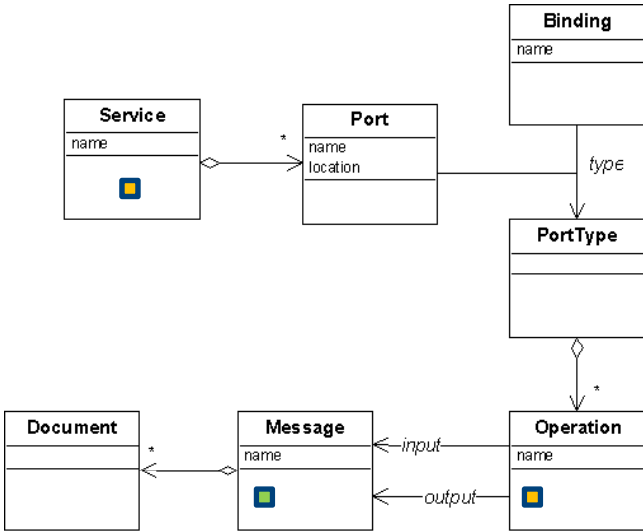 Binding
name
Service
name
*
Port
name
location
type
PortType
*
Document
*
Message
name
input
output
Operation
name